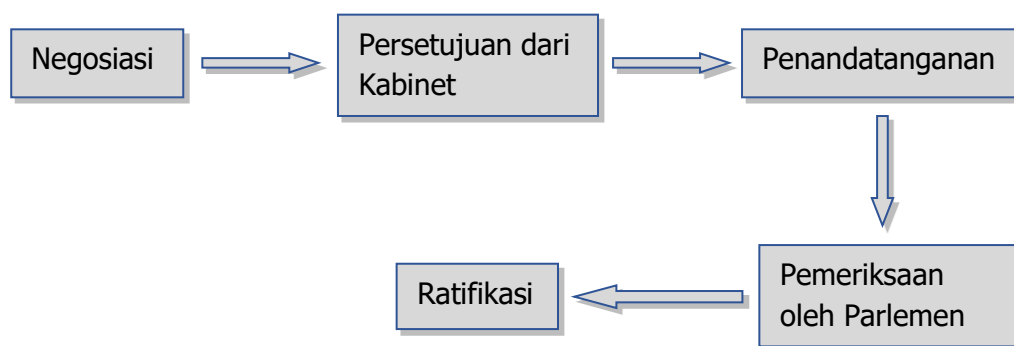 Negosiasi
Persetujuan dari
Kabinet
Penandatanganan
Pemeriksaan
oleh Parlemen
Ratifikasi